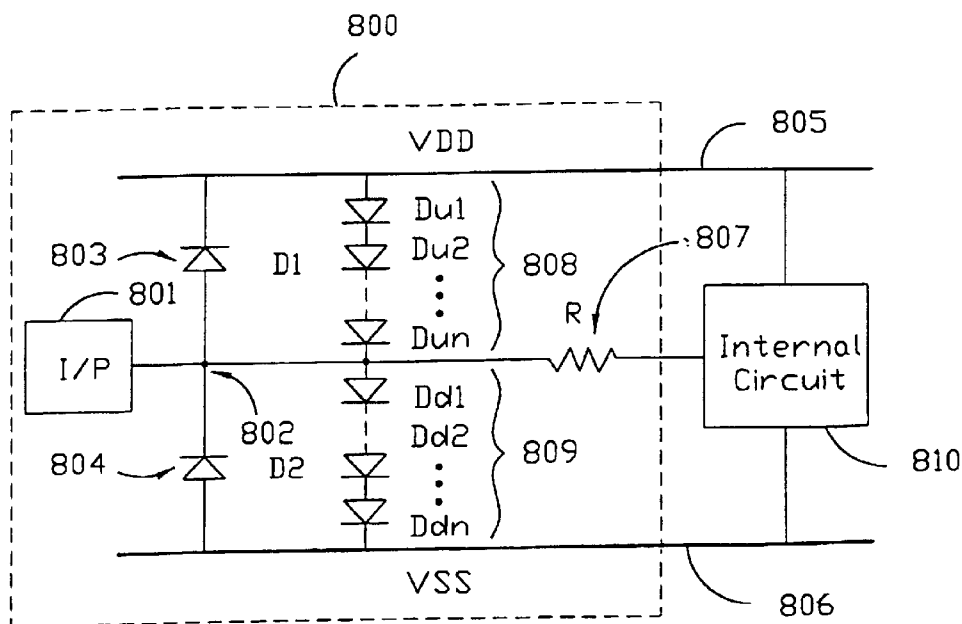 800
VDD
805
Du1
803
Du2
807
D1
808
801
R
Dun
I/P
Internal
Circuit
Dd1
802
Dd2
804
D2
809
810
Ddn
VSS
806